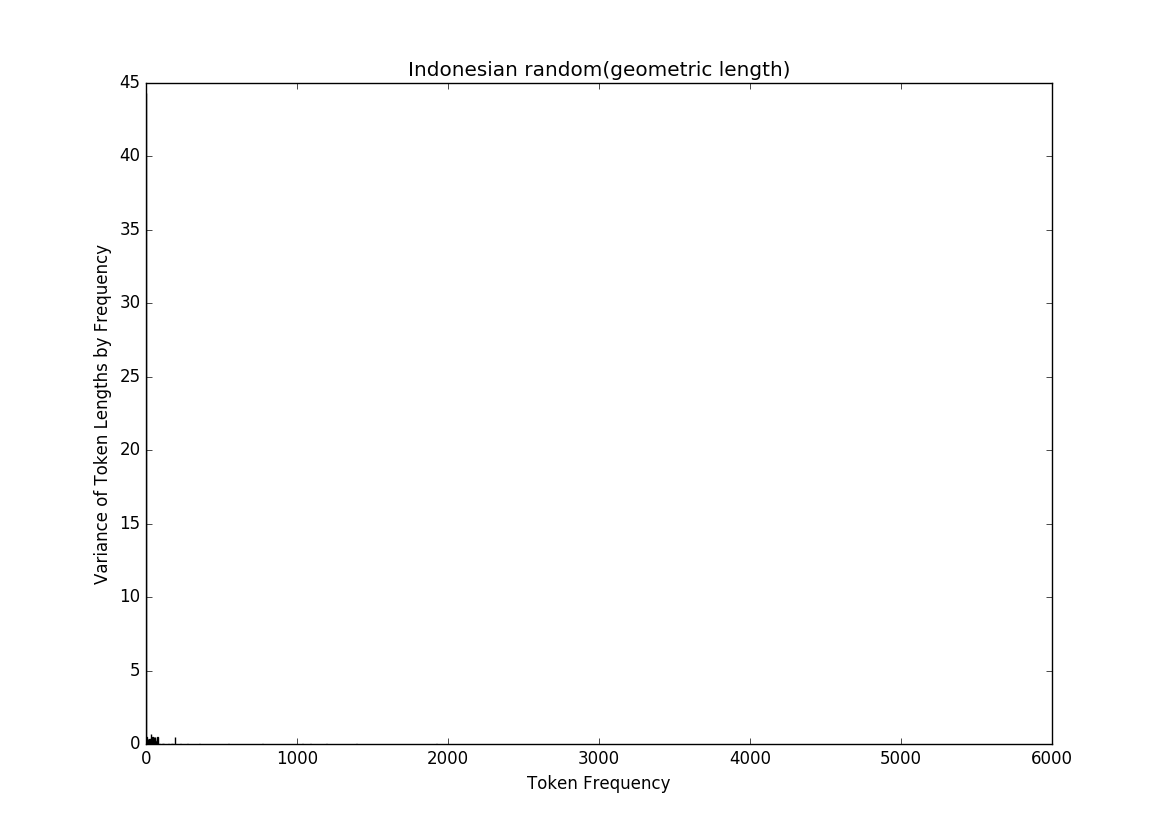 Indonesian random(geometric length)
45
40
35
30
25
20
15
10
5
0
Variance of Token Lengths by Frequency
0 1000 2000 3000 4000 5000 6000
Token Frequency